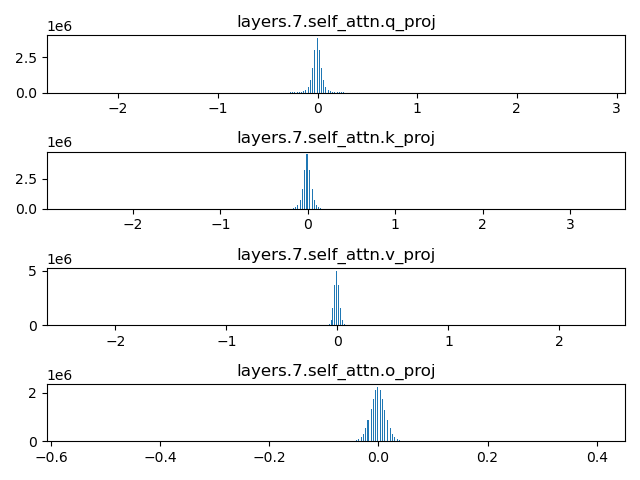 layers.7.self_attn.q_proj
1e6
2.5
0.0
−2 −1 0 1 2 3
layers.7.self_attn.k_proj
1e6
2.5
0.0
−2 −1 0 1 2 3
layers.7.self_attn.v_proj
1e6
5
0
−2 −1 0 1 2
layers.7.self_attn.o_proj
1e6
2
0
−0.6 −0.4 −0.2 0.0 0.2 0.4